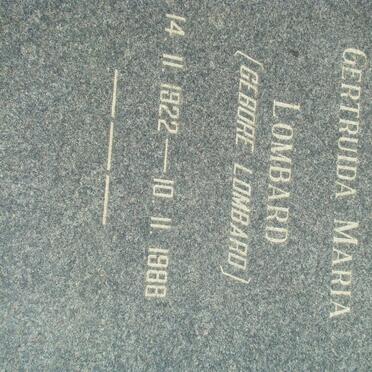 GERTRUIDA MARIA
LOMBARD
(GEBORE LOMBARD)
14 11 1922 — 10 11 1988